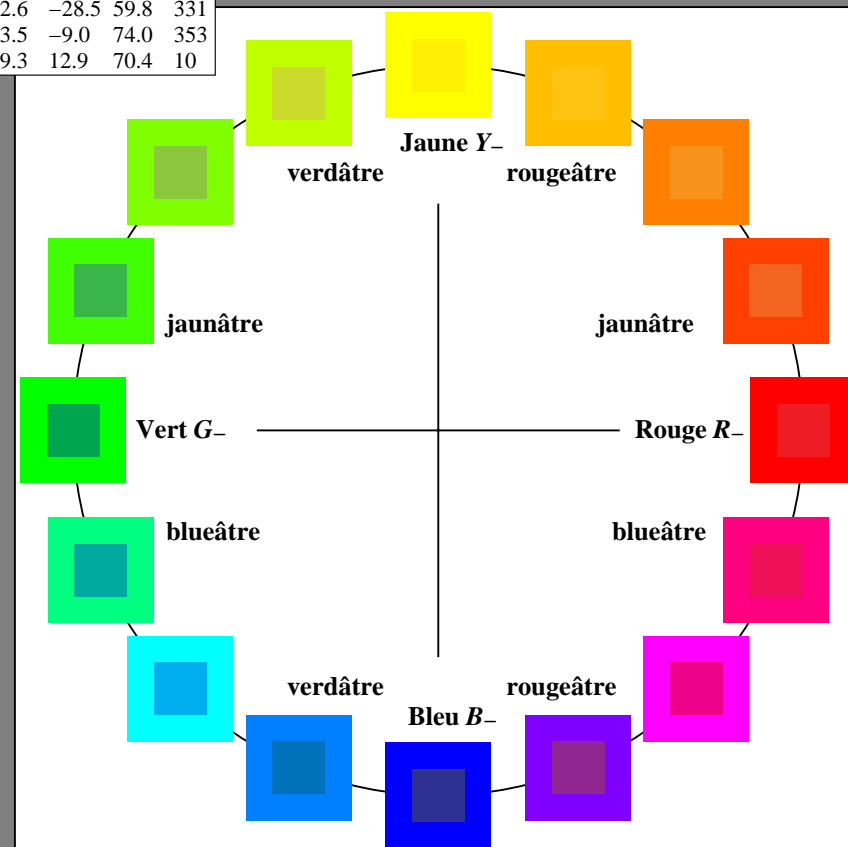 2.6 −28.5 59.8 331
3.5 −9.0 74.0 353
9.3 12.9 70.4 10
Jaune Y−
verdâtre rougeâtre
jaunâtre jaunâtre
Vert G− Rouge R−
blueâtre blueâtre
verdâtre rougeâtre
Bleu B−